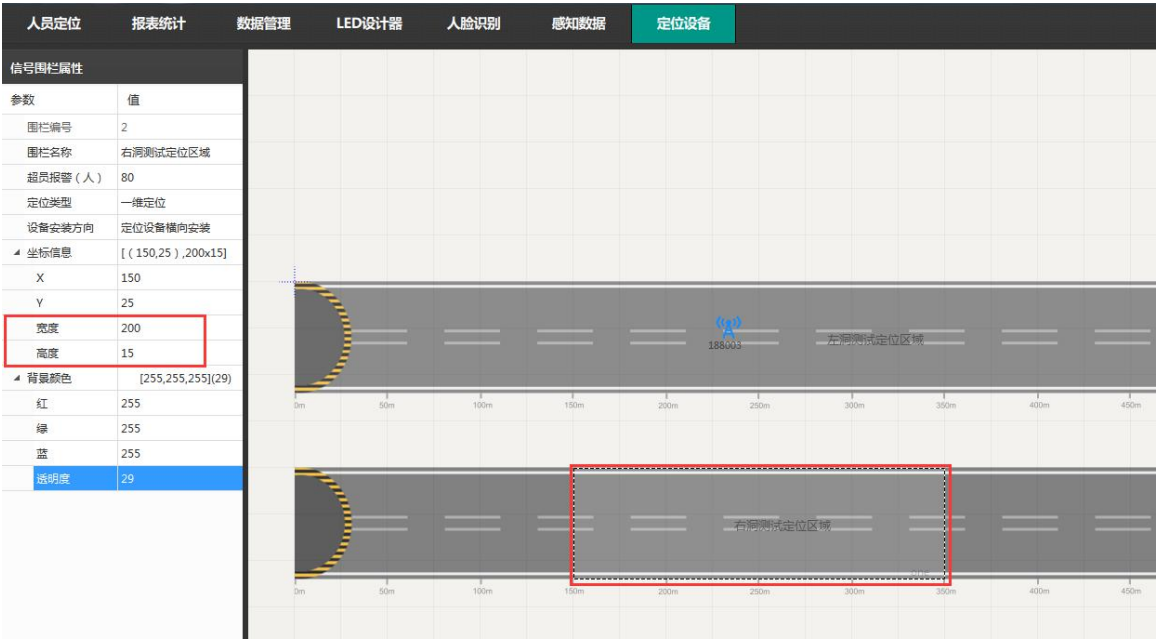 人员定位 报表统计 数据管理 LED设计器 人脸识别 感知数据 定位设备
信号围栏属性
参数 值
围栏编号 2
围栏名称 右洞测试定位区域
超员报警（人） 80
定位类型 一维定位
设备安装方向 定位设备横向安装
坐标信息 [（150,25）,200x15]
X 150
Y 25
宽度 200
高度 15
背景颜色 [255,255,255](29)
红 255
绿 255
蓝 255
透明度 29
188003
左洞测试定位区域
0m 50m 100m 150m 200m 250m 300m 350m 400m 450m
右洞测试定位区域
one
0m 50m 100m 150m 200m 250m 300m 350m 400m 450m